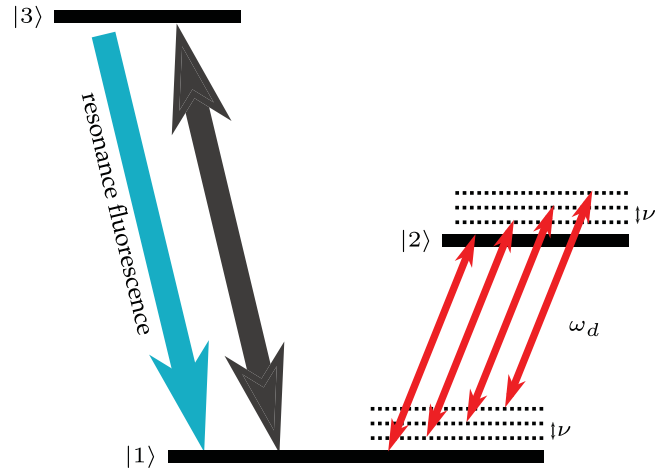 |3⟩
resonance fluorescence
|2⟩
ν
ω_d
ν
|1⟩